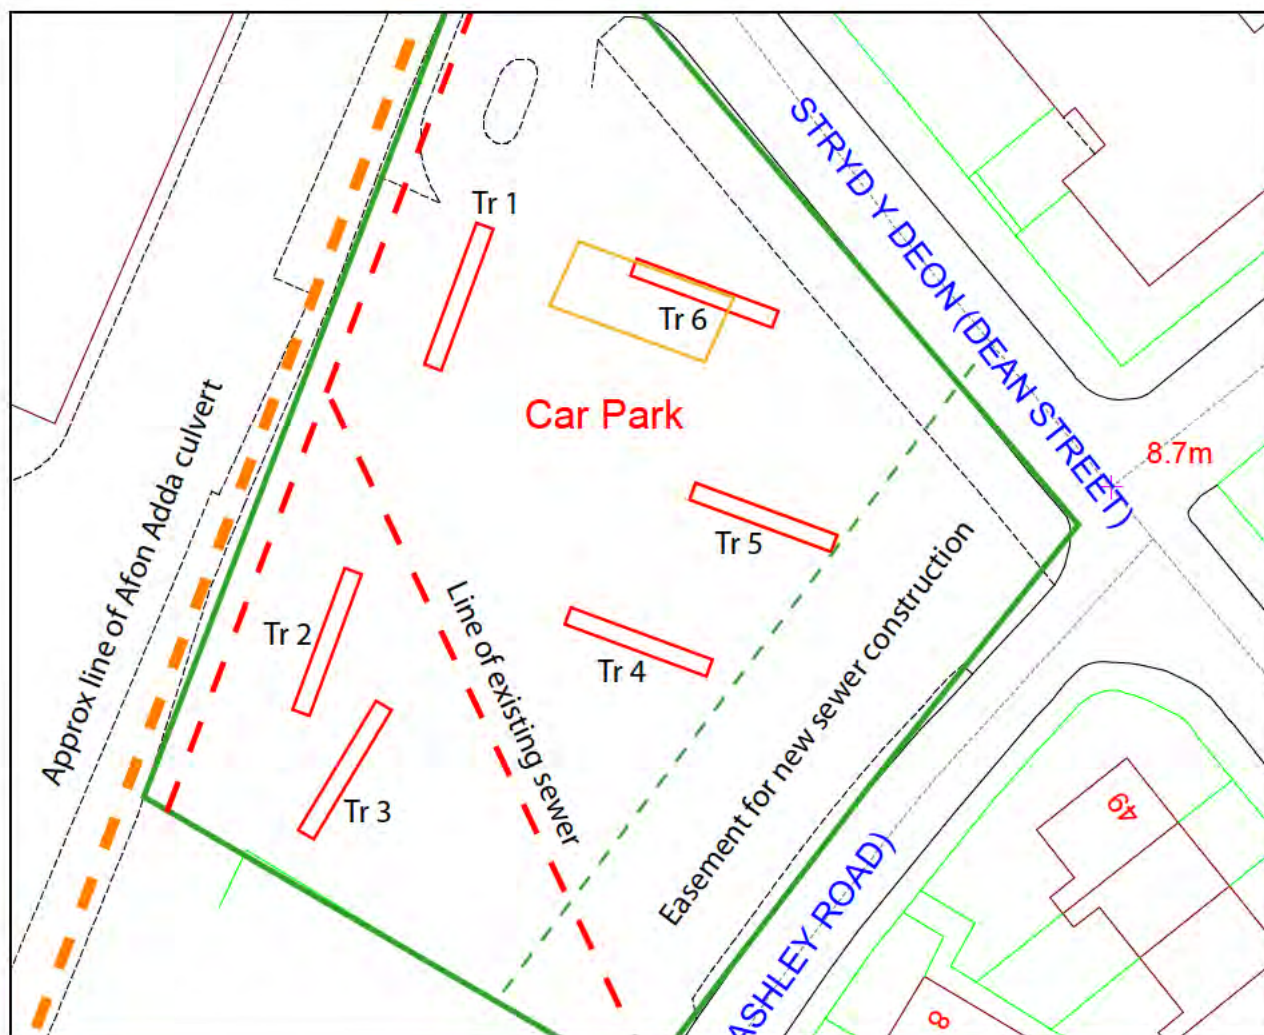 STRYD Y DEON (DEAN STREET)
Tr 1
Tr 6
Car Park
8.7m
Approx line of Afon Adda culvert
Tr 5
Line of existing sewer
Tr 2
Tr 4
Easement for new sewer construction
Tr 3
49
ASHLEY ROAD)
8